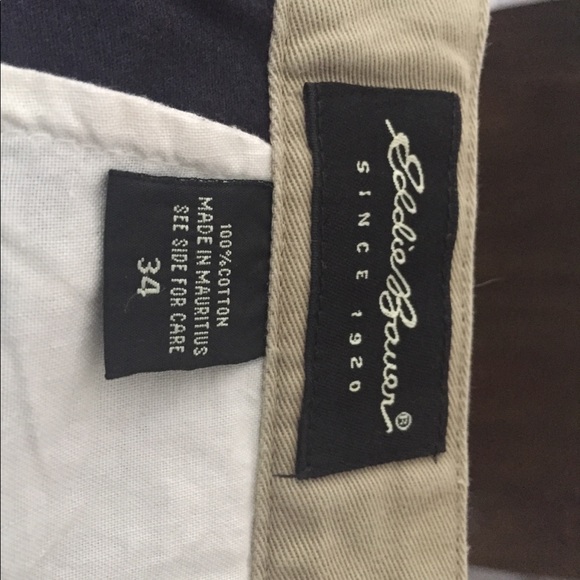 Eddie Bauer®
SINCE 1920
100% COTTON
MADE IN MAURITIUS
SEE SIDE FOR CARE
34